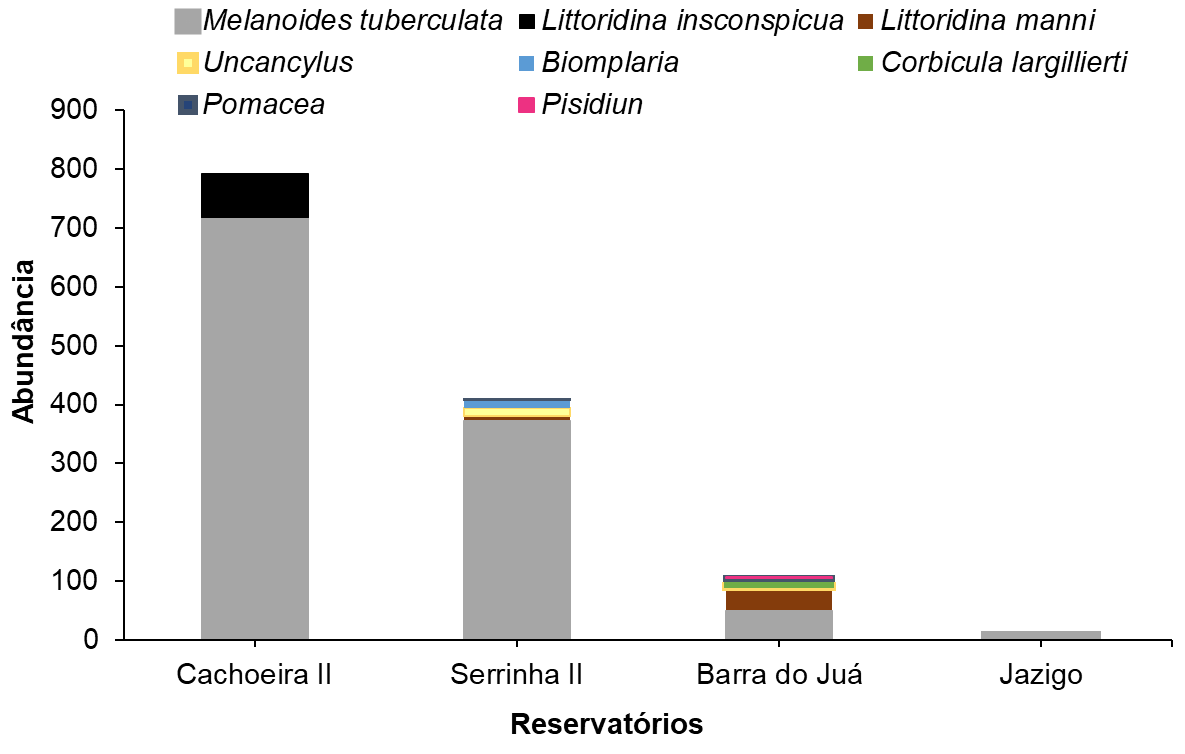 Melanoides tuberculata Littoridina insconspicua Littoridina manni
Uncancylus Biomplaria Corbicula largillierti
Pomacea Pisidiun
900
800
700
600
500
400
300
200
100
0
Abundância
Cachoeira II Serrinha II Barra do Juá Jazigo
Reservatórios